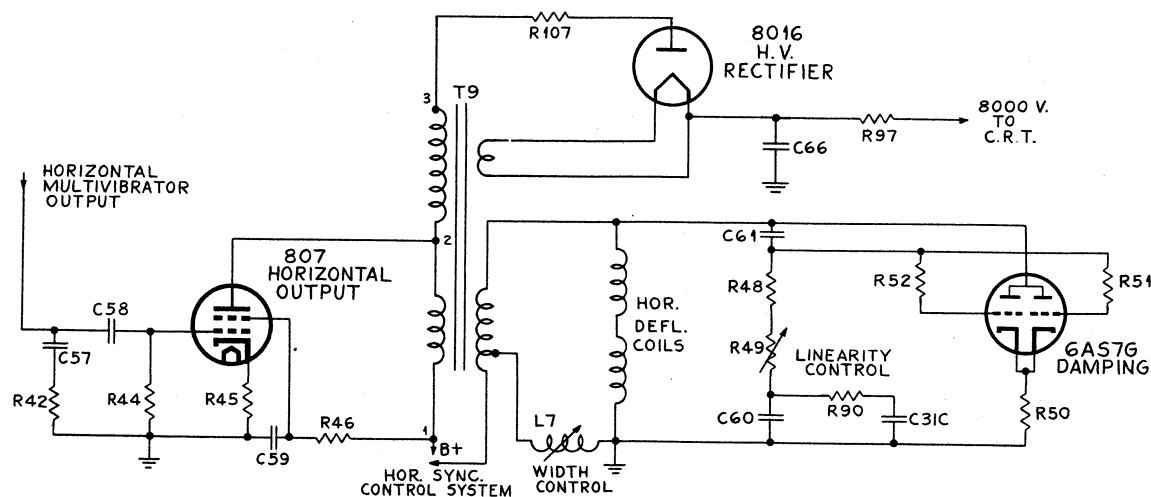 R107
8016
H.V.
RECTIFIER
3
T9
8000 V.
TO
C.R.T.
R97
C66
HORIZONTAL
MULTIVIBRATOR
OUTPUT
2
C61
807
HORIZONTAL
OUTPUT
R52
R51
R48
HOR.
DEFL.
COILS
C58
C57
R49
LINEARITY
CONTROL
6AS7G
DAMPING
R42
R44
R45
R90
C60
C31C
R50
R46
L7
1
B+
C59
WIDTH
CONTROL
HOR. SYNC.
CONTROL SYSTEM